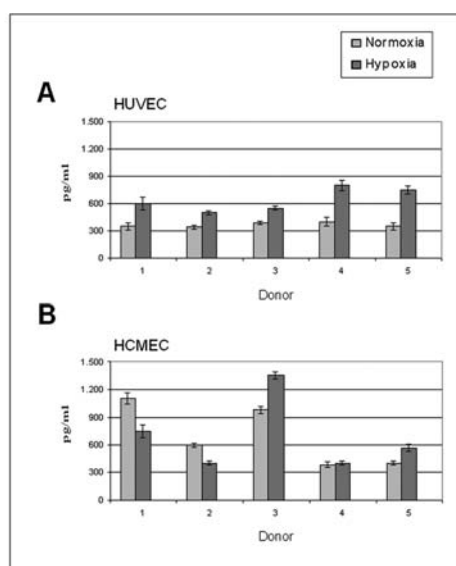 Normoxia
Hypoxia
A
HUVEC
1.500
1.200
900
600
300
0
pg/ml
1 2 3 4 5
Donor
B
HCMEC
1.500
1.200
900
600
300
0
pg/ml
1 2 3 4 5
Donor